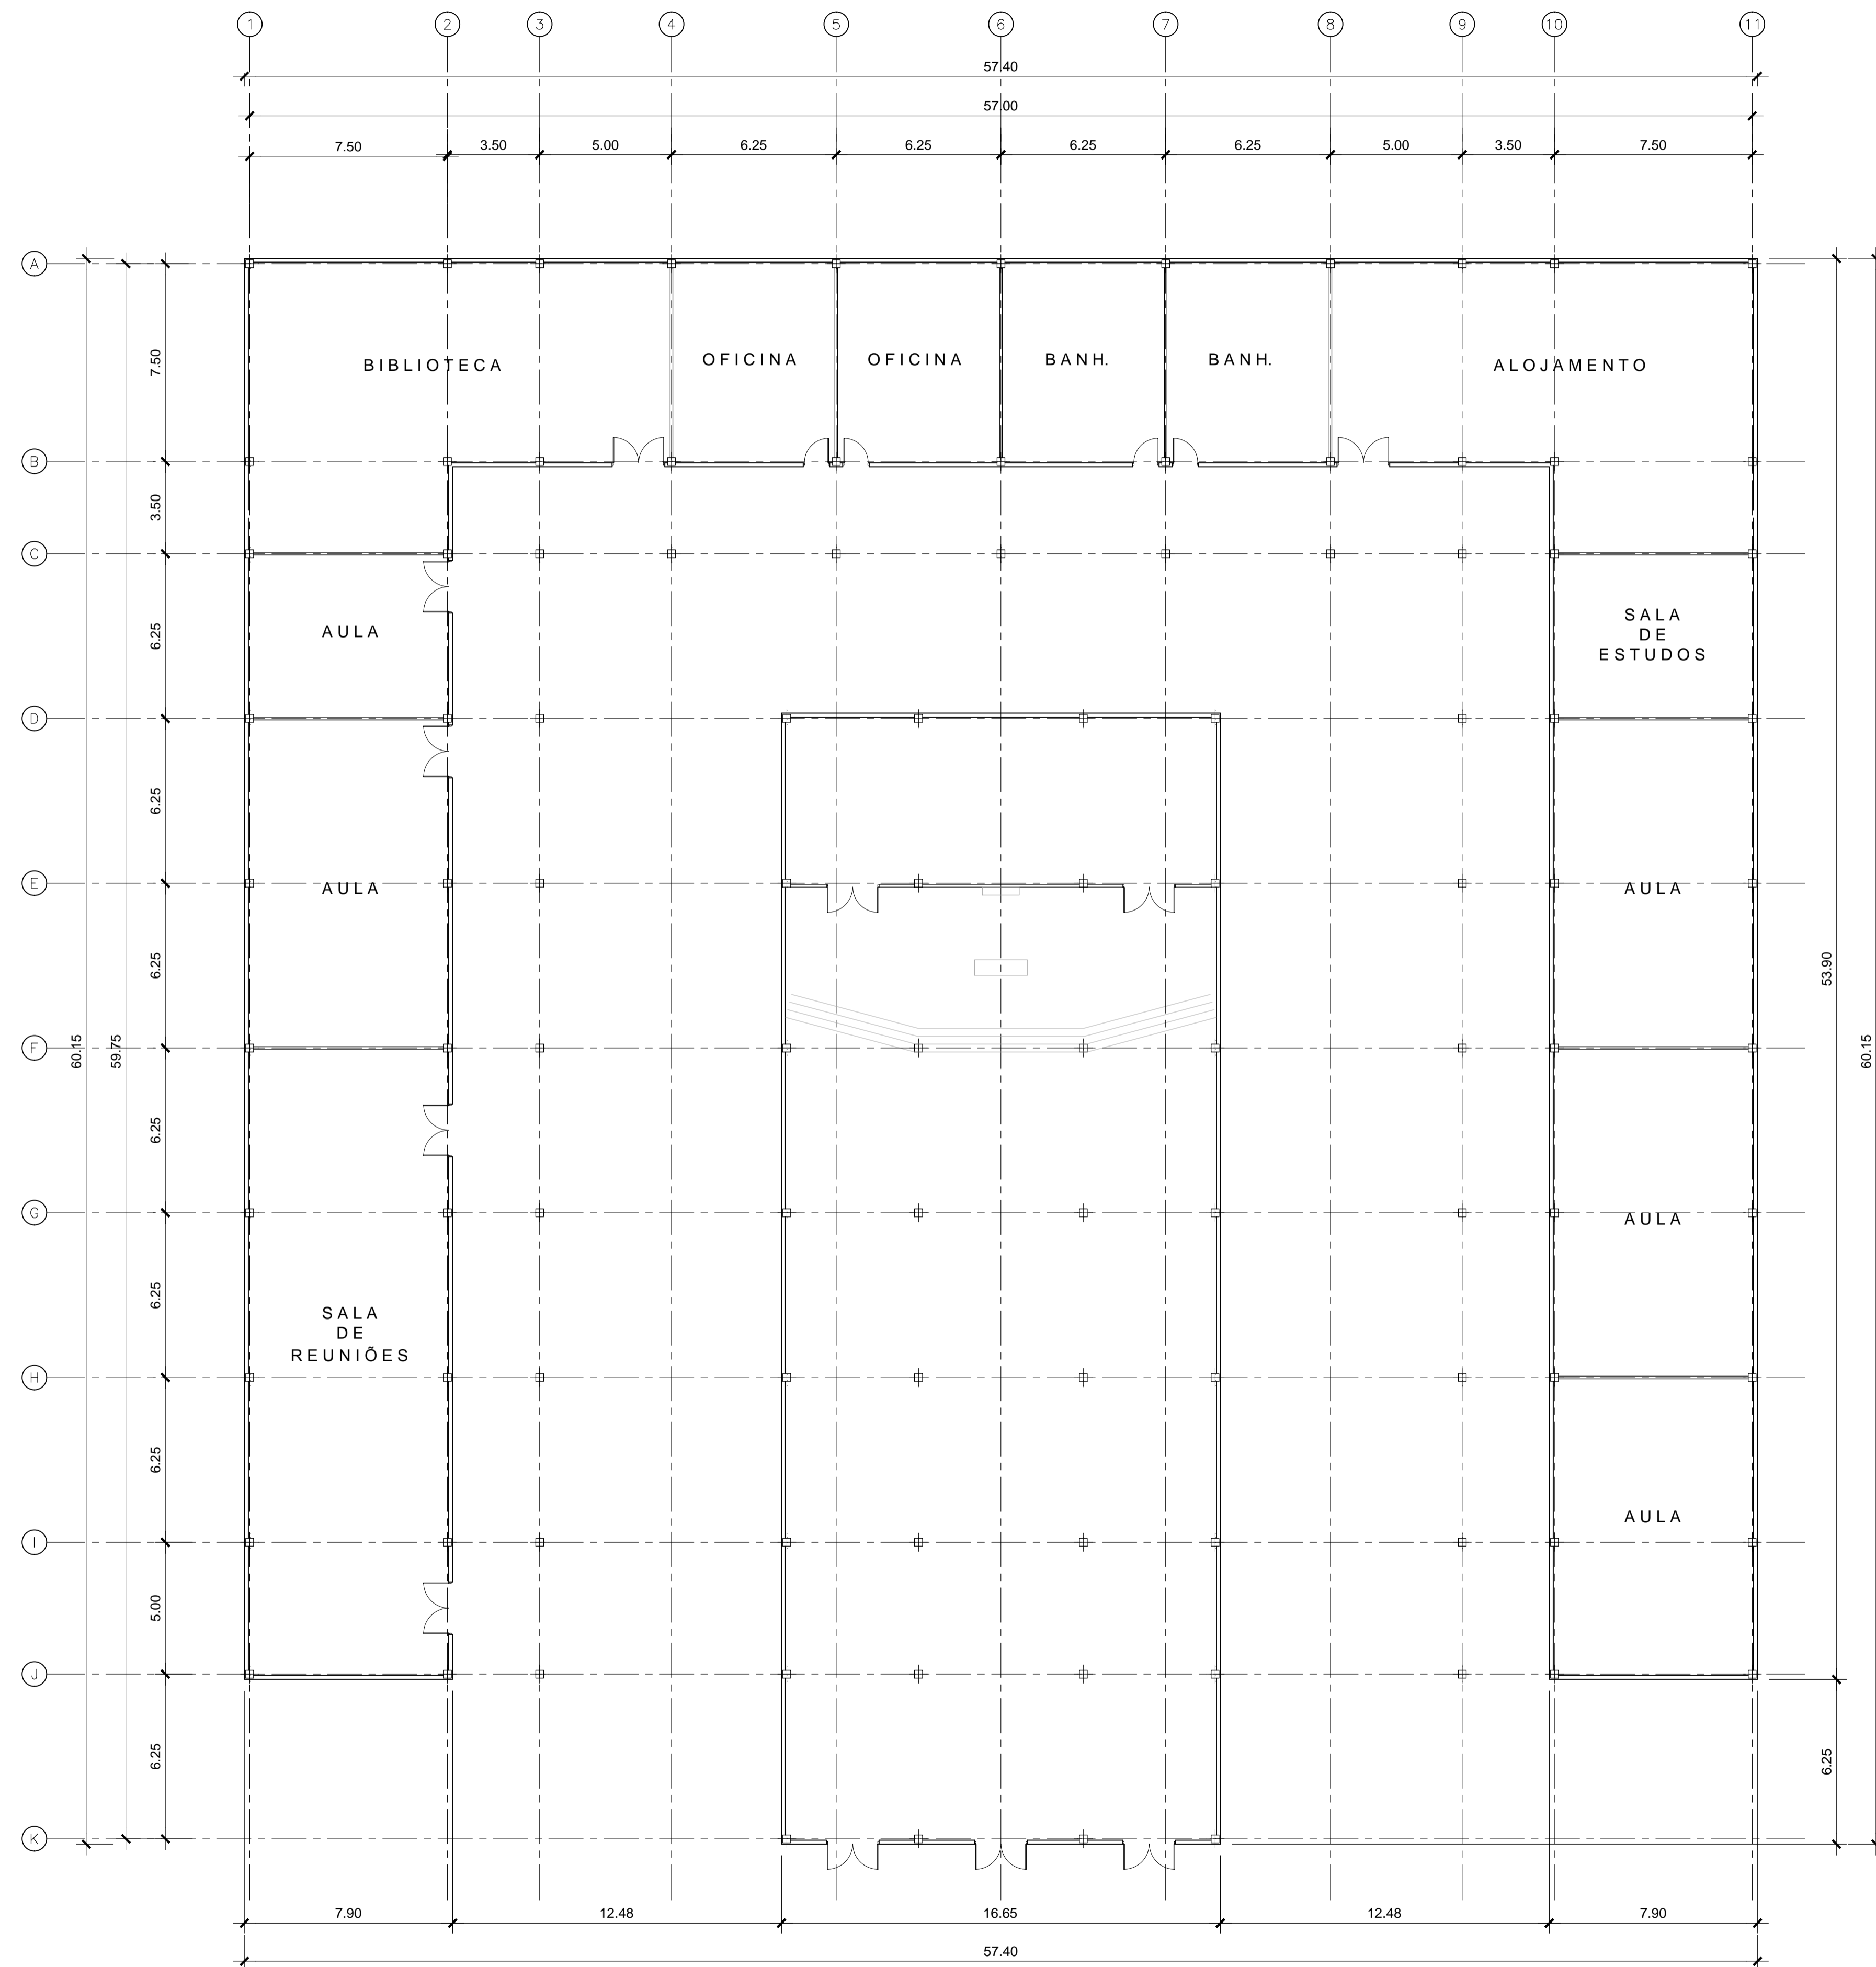 1 2 3 4 5 6 7 8 9 10 11
57.40
57.00
7.50 3.50 5.00 6.25 6.25 6.25 6.25 5.00 3.50 7.50
A
7.50
BIBLIOTECA
OFICINA
OFICINA
BANH.
BANH.
ALOJAMENTO
B
3.50
C
6.25
AULA
SALA
DE
ESTUDOS
D
6.25
E
AULA
AULA
6.25
53.90
F
60.15
59.75
60.15
6.25
G
AULA
6.25
SALA
DE
REUNIÕES
H
6.25
AULA
I
5.00
J
6.25
6.25
K
7.90 12.48 16.65 12.48 7.90
57.40